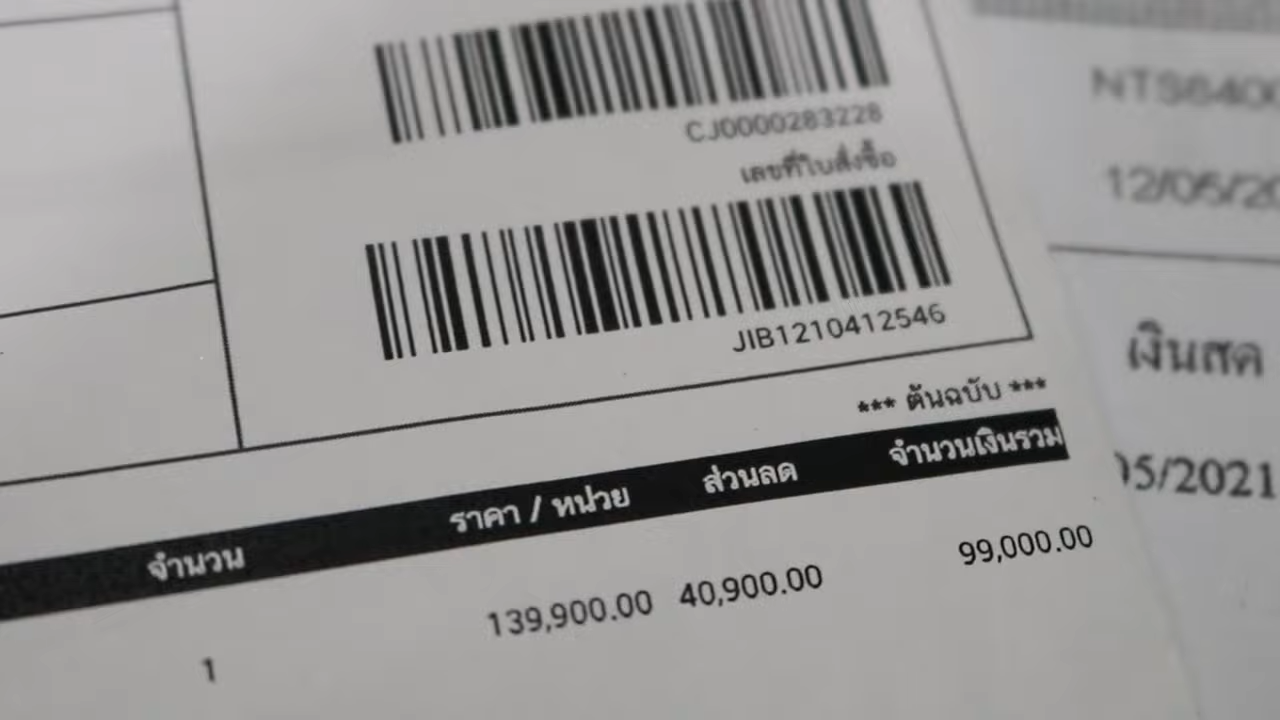 CJ0000283228
เลขที่ใบสั่งซื้อ
JIB1210412546
*** ต้นฉบับ ***
จำนวน ราคา / หน่วย ส่วนลด จำนวนเงินรวม
1 139,900.00 40,900.00 99,000.00
NTS6400
12/05/20
เงินสด
05/2021